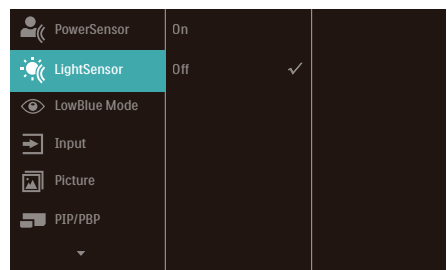 PowerSensor
On
LightSensor
Off
LowBlue Mode
Input
Picture
PIP/PBP